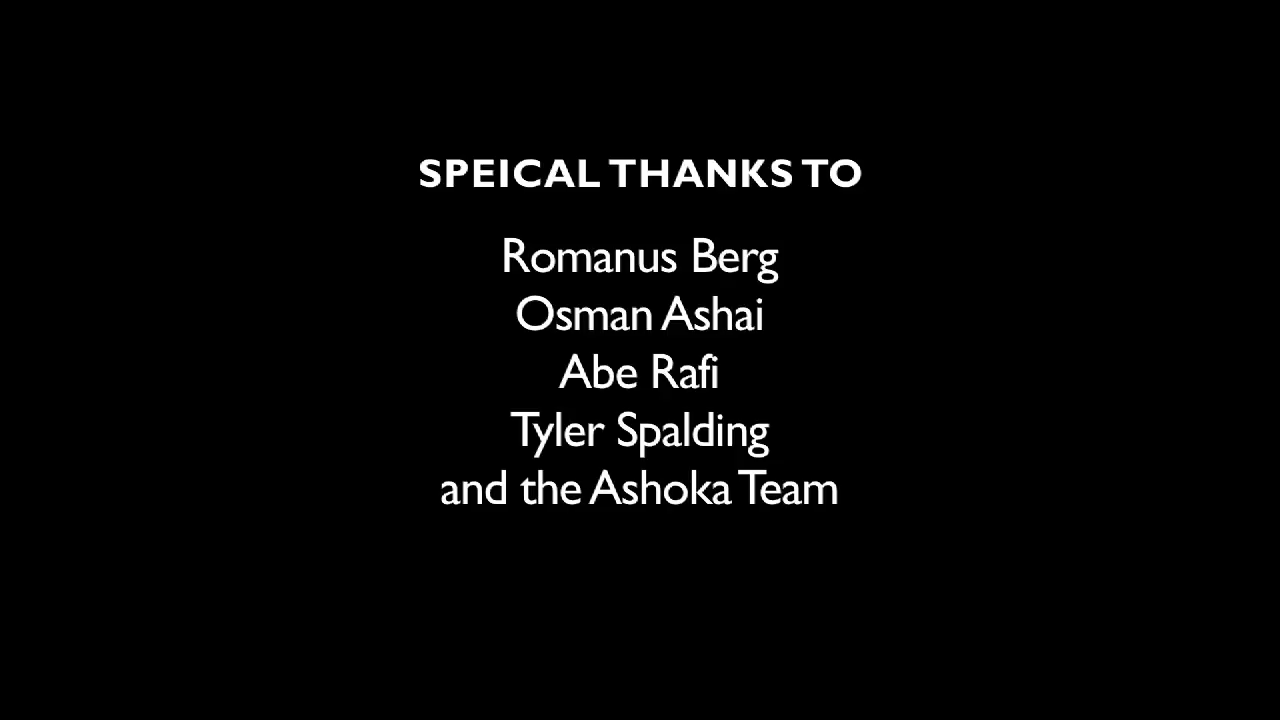 SPEICAL THANKS TO
Romanus Berg
Osman Ashai
Abe Rafi
Tyler Spalding
and the Ashoka Team